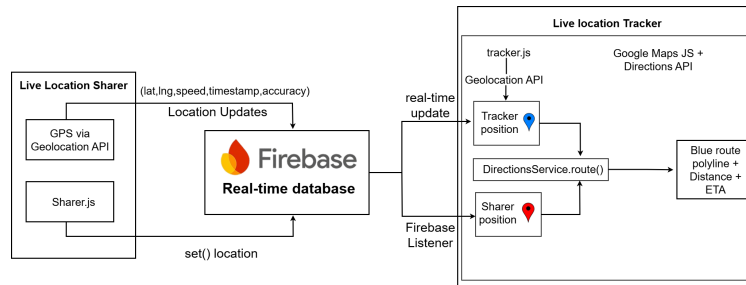 Live Location Sharer
GPS via
Geolocation API
Sharer.js
(lat,lng,speed,timestamp,accuracy)
Location Updates
set() location
Firebase
Real-time database
real-time
update
Firebase
Listener
Live location Tracker
tracker.js
Geolocation API
Google Maps JS +
Directions API
Tracker
position
DirectionsService.route()
Sharer
position
Blue route
polyline +
Distance +
ETA